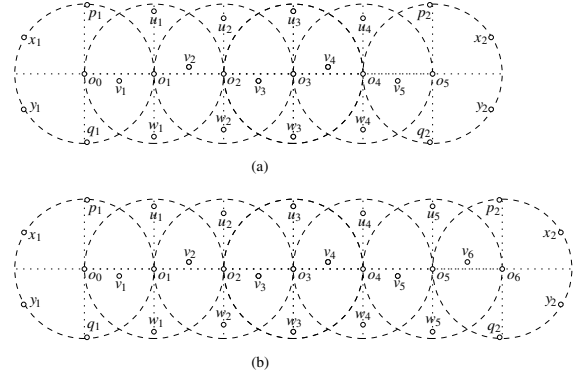 p₁ u₁ u₂ u₃ u₄ p₂
x₁ x₂
v₂ v₄
o₀ o₁ o₂ o₃ o₄ o₅
v₁ v₃ v₅
y₁ y₂
q₁ w₁ w₂ w₃ w₄ q₂
(a)
p₁ u₁ u₂ u₃ u₄ u₅ p₂
x₁ x₂
v₂ v₄ v₆
o₀ o₁ o₂ o₃ o₄ o₅ o₆
v₁ v₃ v₅
y₁ y₂
q₁ w₁ w₂ w₃ w₄ w₅ q₂
(b)